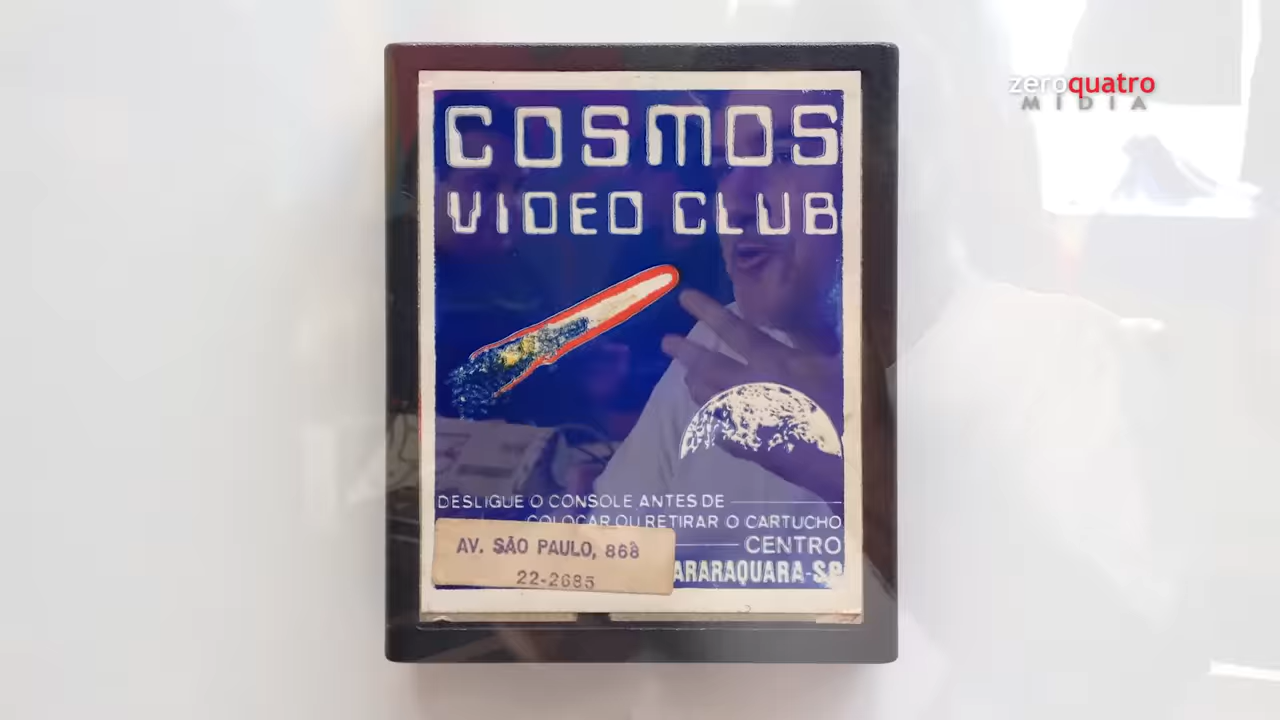 zeroquatro
MÍDIA
COSMOS
VIDEO CLUB
DESLIGUE O CONSOLE ANTES DE
COLOCAR OU RETIRAR O CARTUCHO
CENTRO
AV. SÃO PAULO, 868
22-2685
ARARAQUARA-SP